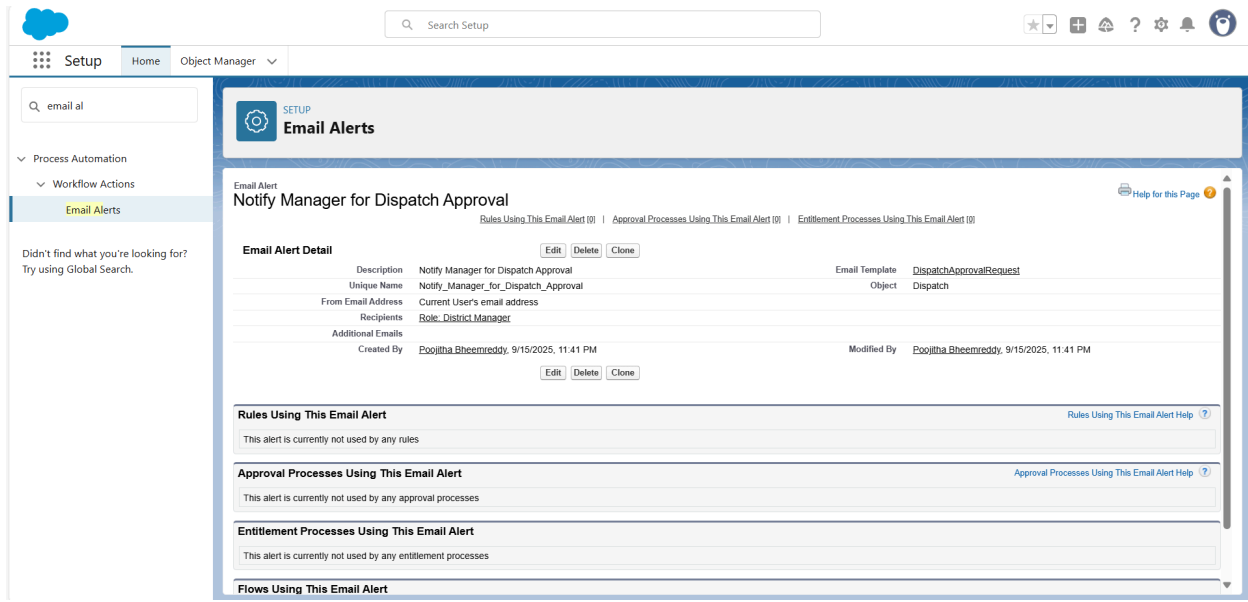 Search Setup
Setup
Home
Object Manager
email al
Process Automation
Workflow Actions
Email Alerts
Didn't find what you're looking for?
Try using Global Search.
SETUP
Email Alerts
Email Alert
Notify Manager for Dispatch Approval
Help for this Page
Rules Using This Email Alert [0] | Approval Processes Using This Email Alert [0] | Entitlement Processes Using This Email Alert [0]
Email Alert Detail Edit Delete Clone
Description Notify Manager for Dispatch Approval Email Template DispatchApprovalRequest
Unique Name Notify_Manager_for_Dispatch_Approval Object Dispatch
From Email Address Current User's email address
Recipients Role: District Manager
Additional Emails
Created By Poojitha Bheemreddy, 9/15/2025, 11:41 PM Modified By Poojitha Bheemreddy, 9/15/2025, 11:41 PM
Edit Delete Clone
Rules Using This Email Alert Rules Using This Email Alert Help ?
This alert is currently not used by any rules
Approval Processes Using This Email Alert Approval Processes Using This Email Alert Help ?
This alert is currently not used by any approval processes
Entitlement Processes Using This Email Alert
This alert is currently not used by any entitlement processes
Flows Using This Email Alert